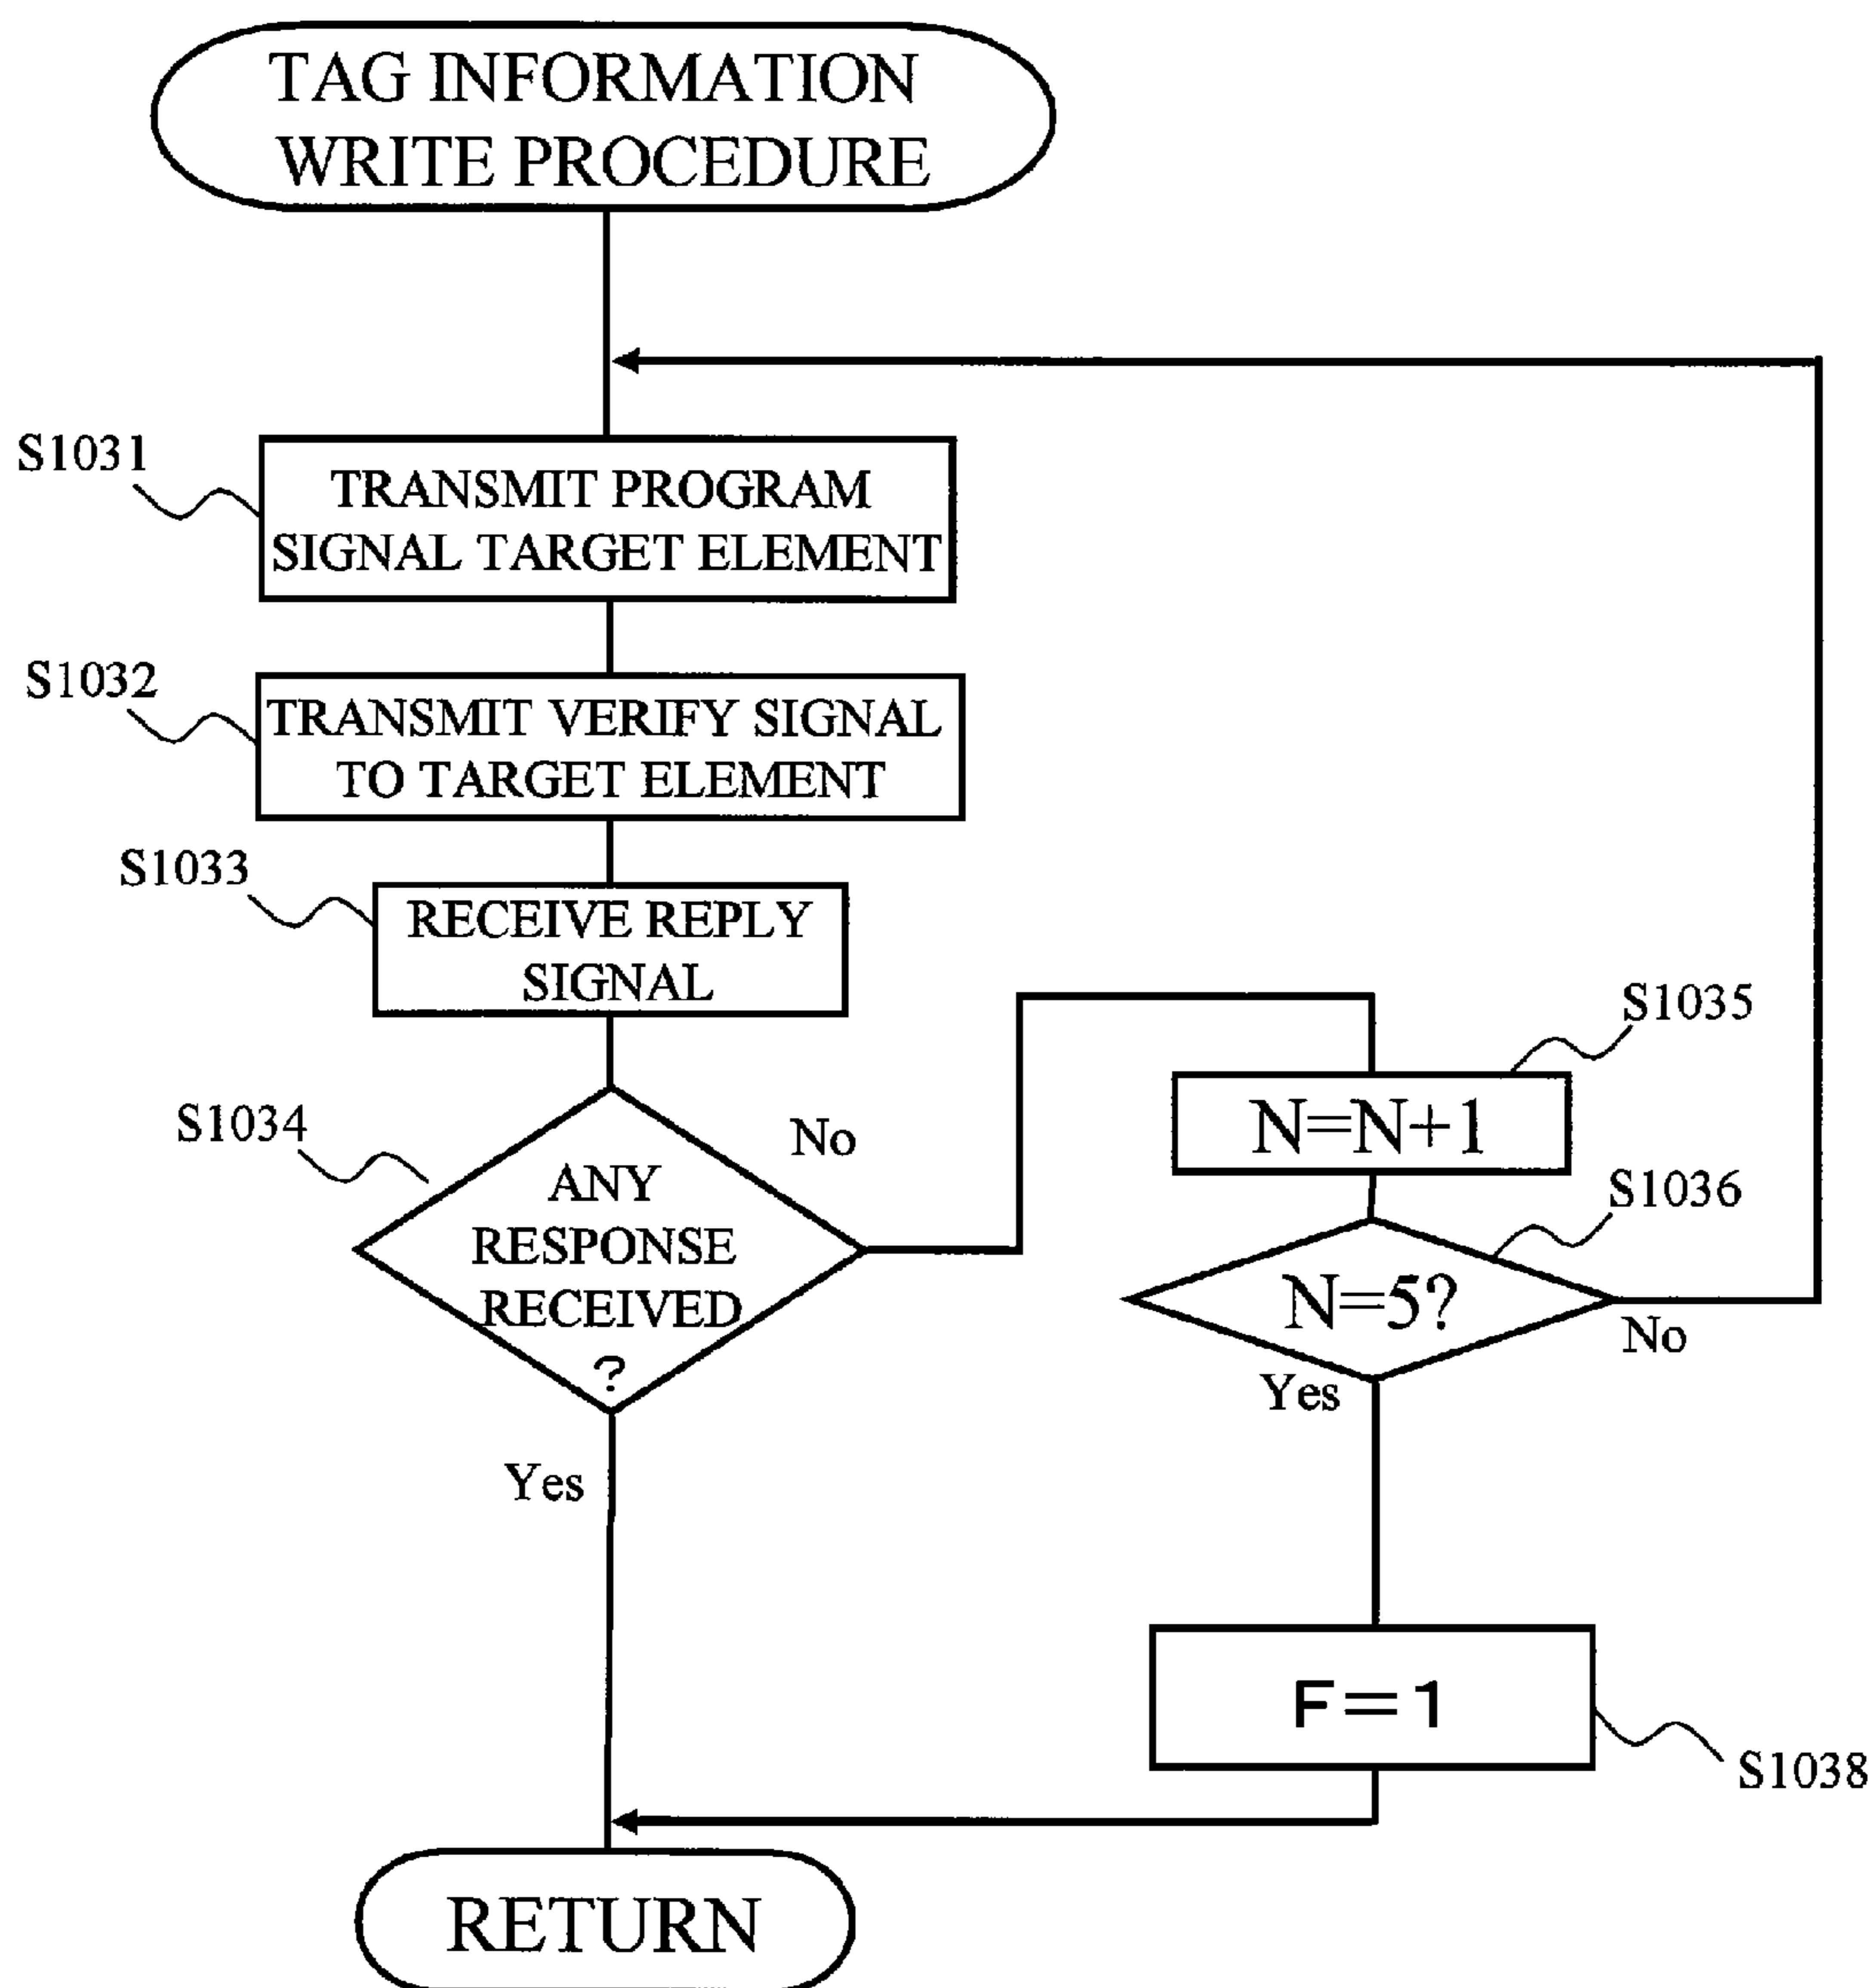 TAG INFORMATION
WRITE PROCEDURE
S1031
TRANSMIT PROGRAM
SIGNAL TARGET ELEMENT
S1032
TRANSMIT VERIFY SIGNAL
TO TARGET ELEMENT
S1033
RECEIVE REPLY
SIGNAL
S1034
ANY
RESPONSE
RECEIVED
?
No
Yes
S1035
N=N+1
S1036
N=5?
No
Yes
F=1
S1038
RETURN